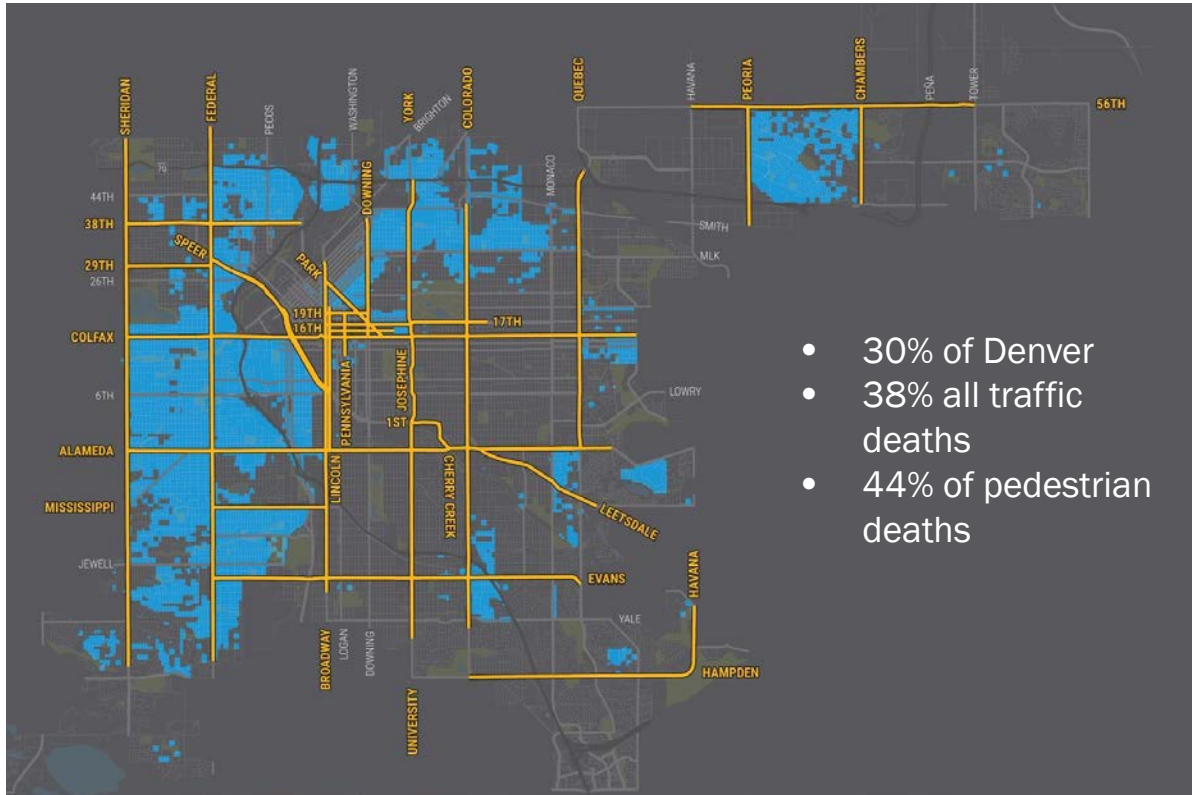 SHERIDAN
FEDERAL
PECOS
WASHINGTON
YORK
BRIGHTON
COLORADO
QUEBEC
HAVANA
PEORIA
CHAMBERS
PEÑA
TOWER
56TH
70
44TH
38TH
SPEER
29TH
26TH
PARK
DOWNING
MONACO
SMITH
MLK
19TH
16TH
17TH
COLFAX
PENNSYLVANIA
JOSEPHINE
6TH
1ST
LOWRY
ALAMEDA
LINCOLN
CHERRY CREEK
MISSISSIPPI
LEETSDALE
JEWELL
EVANS
HAVANA
YALE
BROADWAY
LOGAN
DOWNING
UNIVERSITY
HAMPDEN
• 30% of Denver
• 38% all traffic
deaths
• 44% of pedestrian
deaths